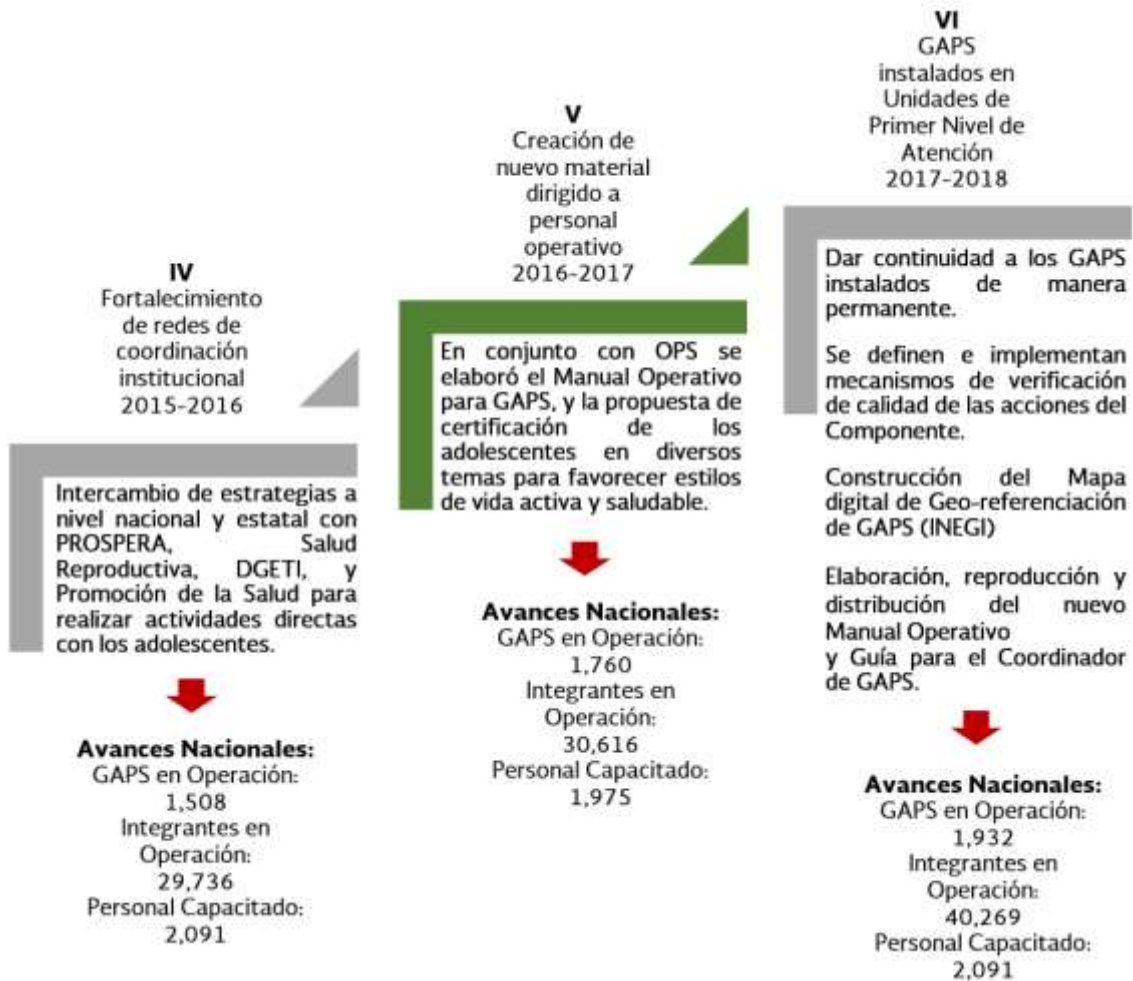 IV
Fortalecimiento
de redes de
coordinación
institucional
2015-2016
Intercambio de estrategias a
nivel nacional y estatal con
PROSPERA, Salud
Reproductiva, DGETI, y
Promoción de la Salud para
realizar actividades directas
con los adolescentes.
Avances Nacionales:
GAPS en Operación:
1,508
Integrantes en
Operación:
29,736
Personal Capacitado:
2,091
V
Creación de
nuevo material
dirigido a
personal
operativo
2016-2017
En conjunto con OPS se
elaboró el Manual Operativo
para GAPS, y la propuesta de
certificación de los
adolescentes en diversos
temas para favorecer estilos
de vida activa y saludable.
Avances Nacionales:
GAPS en Operación:
1,760
Integrantes en
Operación:
30,616
Personal Capacitado:
1,975
VI
GAPS
instalados en
Unidades de
Primer Nivel de
Atención
2017-2018
Dar continuidad a los GAPS
instalados de manera
permanente.
Se definen e implementan
mecanismos de verificación
de calidad de las acciones del
Componente.
Construcción del Mapa
digital de Geo-referenciación
de GAPS (INEGI)
Elaboración, reproducción y
distribución del nuevo
Manual Operativo
y Guía para el Coordinador
de GAPS.
Avances Nacionales:
GAPS en Operación:
1,932
Integrantes en
Operación:
40,269
Personal Capacitado:
2,091